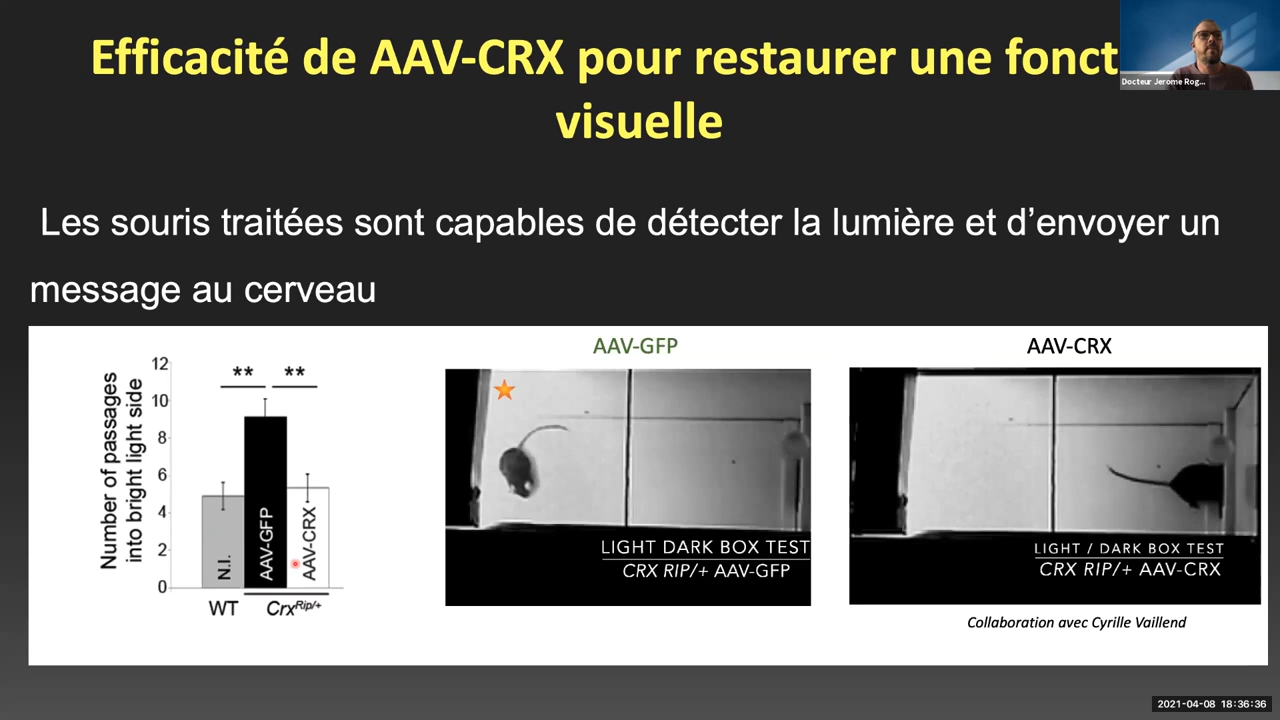 Efficacité de AAV-CRX pour restaurer une fonct
visuelle
Docteur Jerome Rog...
Les souris traitées sont capables de détecter la lumière et d'envoyer un
message au cerveau
Number of passages
into bright light side
12
10
8
6
4
2
0
** **
N.I.
AAV-GFP
AAV-CRX
WT
CrxRip/+
AAV-GFP
LIGHT DARK BOX TEST
CRX RIP/+ AAV-GFP
AAV-CRX
LIGHT / DARK BOX TEST
CRX RIP/+ AAV-CRX
Collaboration avec Cyrille Vaillend
2021-04-08 18:36:36